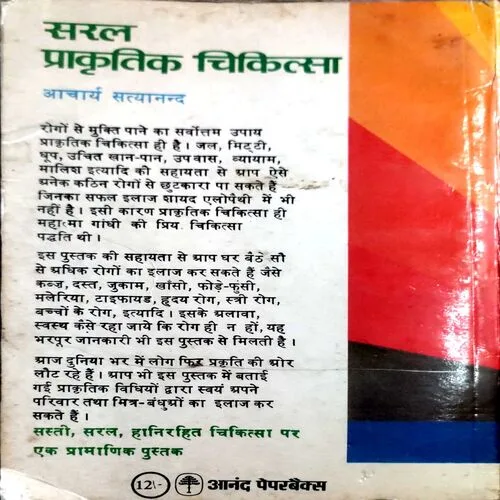 सरल
प्राकृतिक चिकित्सा
आचार्य सत्यानन्द
रोगों से मुक्ति पाने का सर्वोत्तम उपाय
प्राकृतिक चिकित्सा ही है । जल, मिट्टी,
धूप, उचित खान-पान, उपवास, व्यायाम,
मालिश इत्यादि की सहायता से आप ऐसे
अनेक कठिन रोगों से छुटकारा पा सकते हैं
जिनका सफल इलाज शायद एलोपैथी में भी
नहीं है । इसी कारण प्राकृतिक चिकित्सा ही
महात्मा गांधी की प्रिय चिकित्सा
पद्धति थी ।
इस पुस्तक की सहायता से आप घर बैठे सौ
से अधिक रोगों का इलाज कर सकते हैं जैसे
कब्ज, दस्त, जुकाम, खाँसी, फोड़े-फुंसी,
मलेरिया, टाइफायड, हृदय रोग, स्त्री रोग,
बच्चों के रोग, इत्यादि । इसके अलावा,
स्वस्थ कैसे रहा जाये कि रोग ही न हों, यह
भरपूर जानकारी भी इस पुस्तक से मिलती है ।
आज दुनिया भर में लोग फिर प्रकृति की ओर
लौट रहे हैं । आप भी इस पुस्तक में बताई
गई प्राकृतिक विधियों द्वारा स्वयं अपने
परिवार तथा मित्र-बंधुओं का इलाज कर
सकते हैं ।
सस्ती, सरल, हानिरहित चिकित्सा पर
एक प्रामाणिक पुस्तक
12/- आनंद पेपरबैक्स